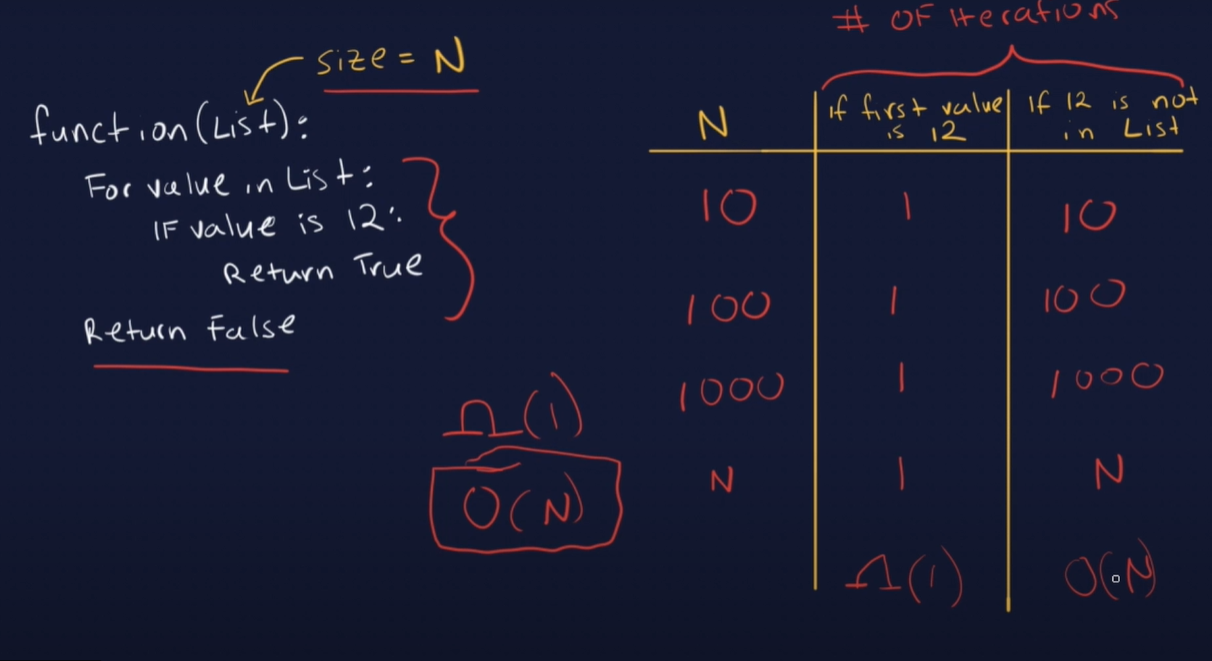 size = N
function(List):
For value in List:
IF value is 12:
Return True
Return False
Ω(1)
O(N)
# OF Iterations
N
if first value is 12
IF 12 is not in List
10 1 10
100 1 100
1000 1 1000
N 1 N
Ω(1) O(N)